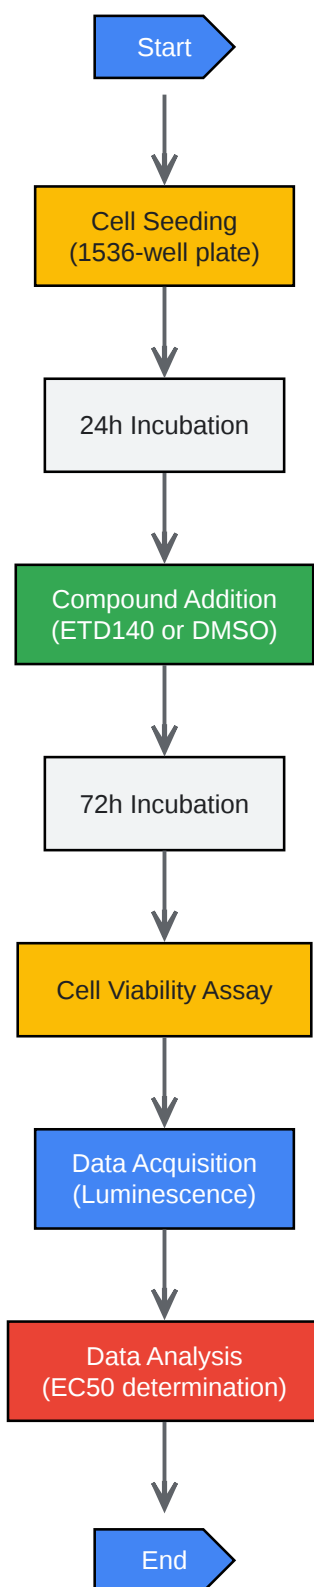 Start
Cell Seeding
(1536-well plate)
24h Incubation
Compound Addition
(ETD140 or DMSO)
72h Incubation
Cell Viability Assay
Data Acquisition
(Luminescence)
Data Analysis
(EC50 determination)
End